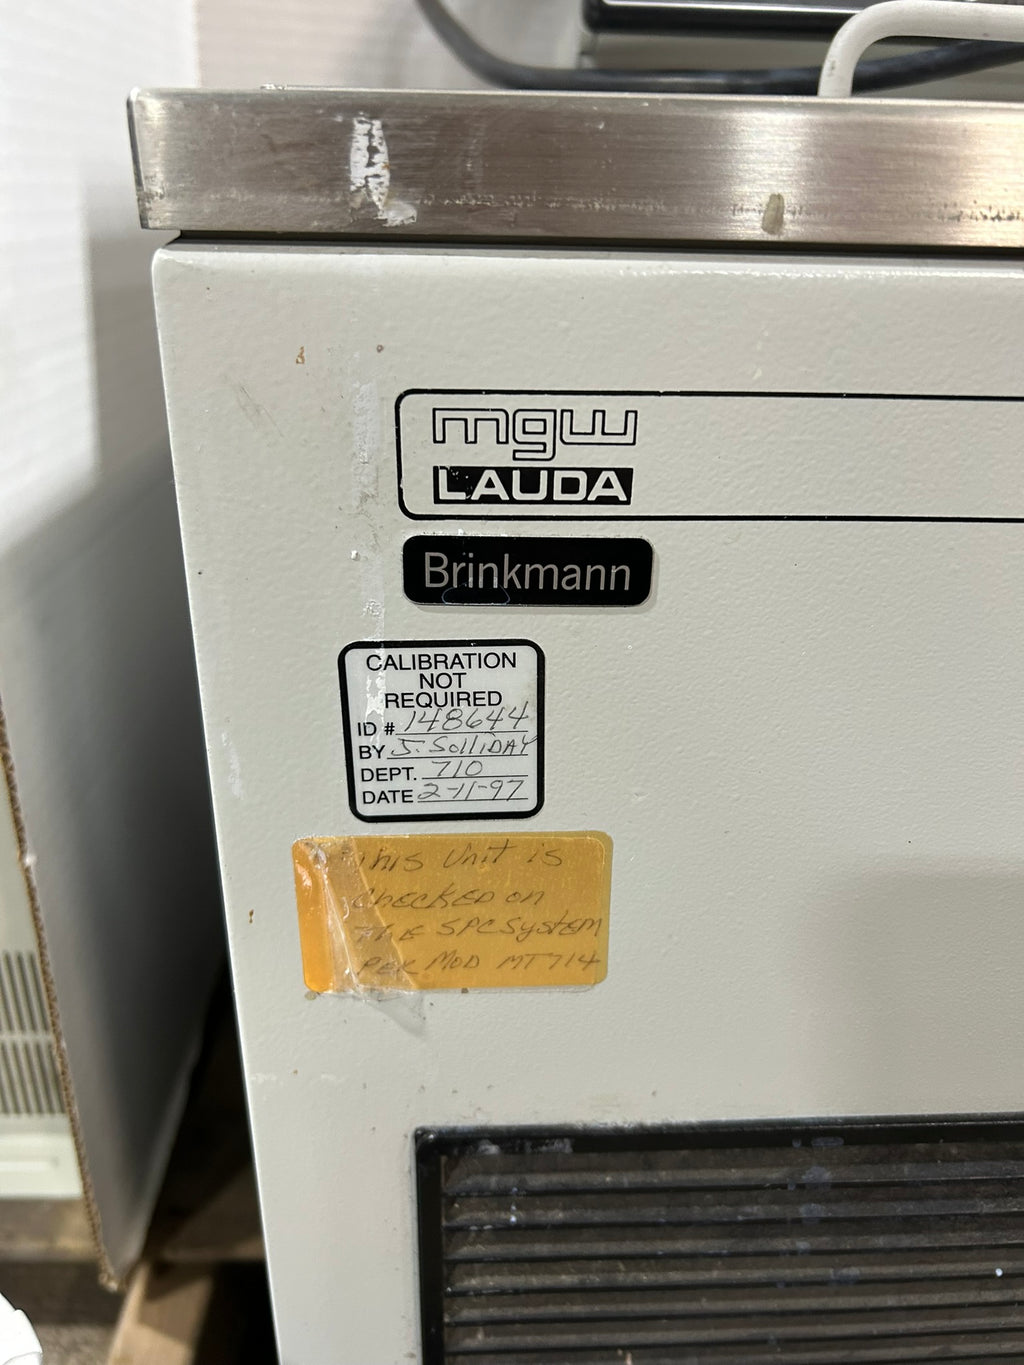 mgw
LAUDA
Brinkmann
CALIBRATION
NOT
REQUIRED
ID # 148644
BY J. SolliDAY
DEPT. 710
DATE 2-11-97
This Unit is
ChECKED on
THE SPC SystEM
PER MOD MT714